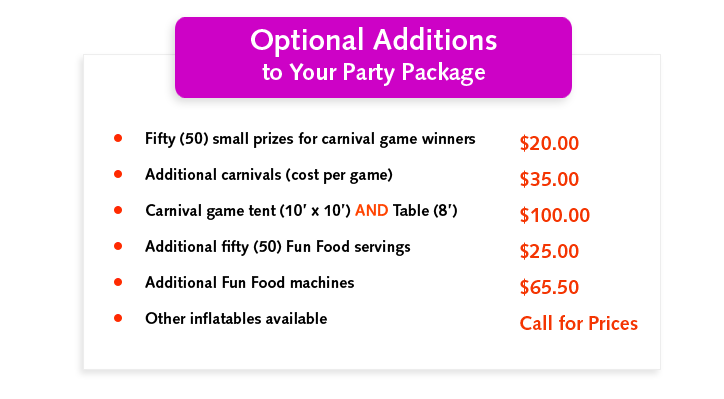 Optional Additions
to Your Party Package
Fifty (50) small prizes for carnival game winners $20.00
Additional carnivals (cost per game) $35.00
Carnival game tent (10' x 10') AND Table (8') $100.00
Additional fifty (50) Fun Food servings $25.00
Additional Fun Food machines $65.50
Other inflatables available Call for Prices